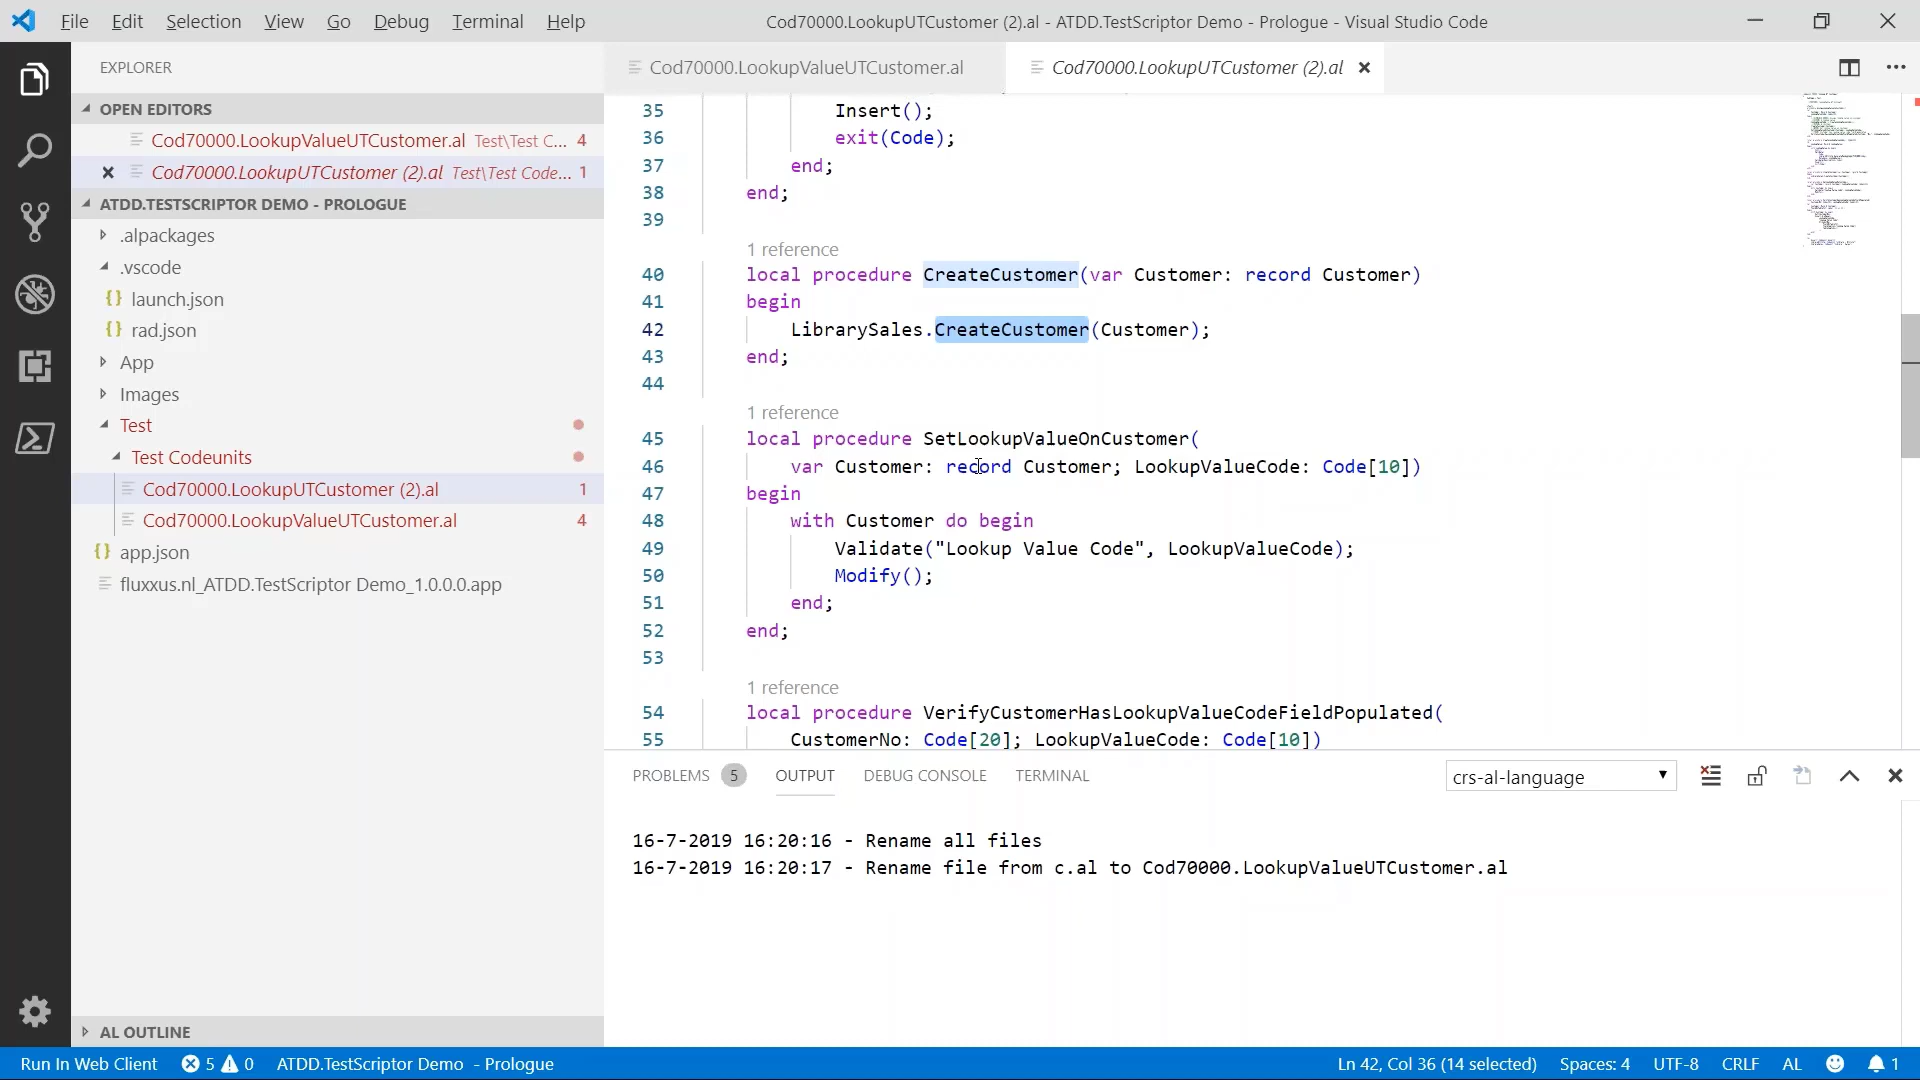 File Edit Selection View Go Debug Terminal Help
Cod70000.LookupUTCustomer (2).al - ATDD.TestScriptor Demo - Prologue - Visual Studio Code
EXPLORER
OPEN EDITORS
Cod70000.LookupValueUTCustomer.al Test\Test C... 4
Cod70000.LookupUTCustomer (2).al Test\Test Code... 1
ATDD.TESTSCRIPTOR DEMO - PROLOGUE
.alpackages
.vscode
{} launch.json
{} rad.json
App
Images
Test
Test Codeunits
Cod70000.LookupUTCustomer (2).al 1
Cod70000.LookupValueUTCustomer.al 4
{} app.json
fluxxus.nl_ATDD.TestScriptor Demo_1.0.0.0.app
AL OUTLINE
Cod70000.LookupValueUTCustomer.al
Cod70000.LookupUTCustomer (2).al
35 Insert();
36 exit(Code);
37 end;
38 end;
39
1 reference
40 local procedure CreateCustomer(var Customer: record Customer)
41 begin
42 LibrarySales.CreateCustomer(Customer);
43 end;
44
1 reference
45 local procedure SetLookupValueOnCustomer(
46 var Customer: record Customer; LookupValueCode: Code[10])
47 begin
48 with Customer do begin
49 Validate("Lookup Value Code", LookupValueCode);
50 Modify();
51 end;
52 end;
53
1 reference
54 local procedure VerifyCustomerHasLookupValueCodeFieldPopulated(
55 CustomerNo: Code[20]; LookupValueCode: Code[10])
PROBLEMS 5 OUTPUT DEBUG CONSOLE TERMINAL crs-al-language
16-7-2019 16:20:16 - Rename all files
16-7-2019 16:20:17 - Rename file from c.al to Cod70000.LookupValueUTCustomer.al
Run In Web Client 5 0 ATDD.TestScriptor Demo - Prologue Ln 42, Col 36 (14 selected) Spaces: 4 UTF-8 CRLF AL 1